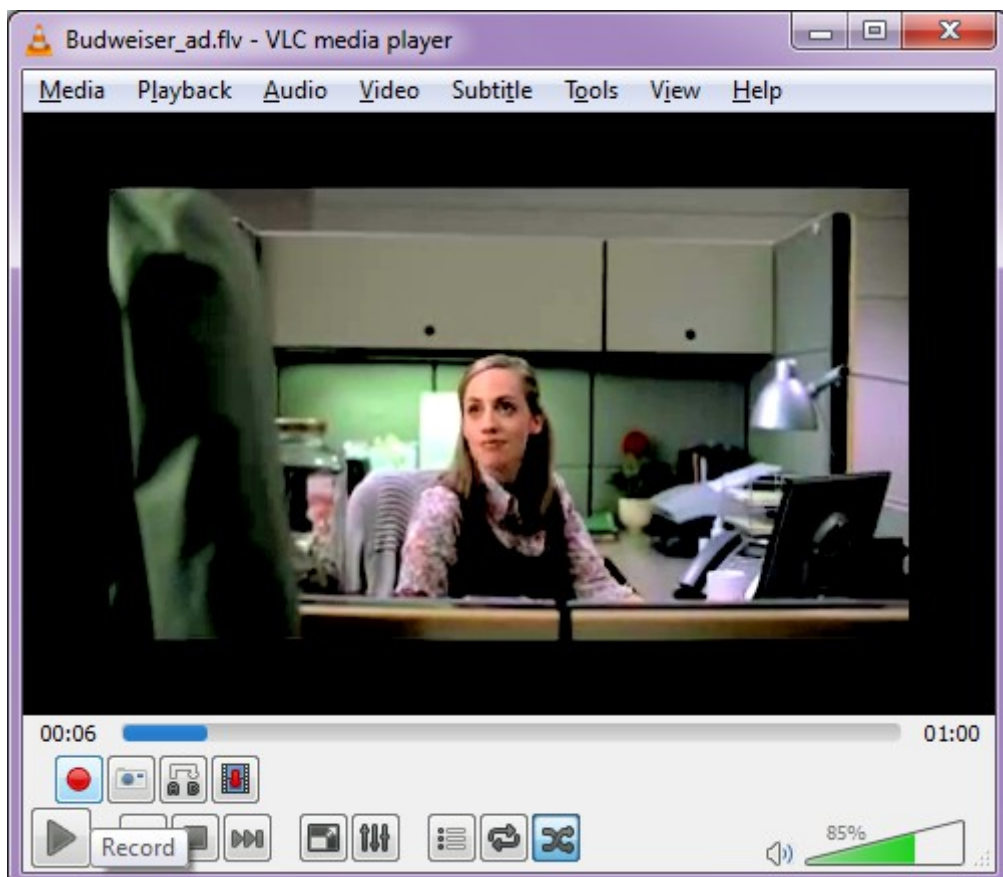 Budweiser_ad.flv - VLC media player
Media Playback Audio Video Subtitle Tools View Help
00:06 01:00
A B
Record
85%